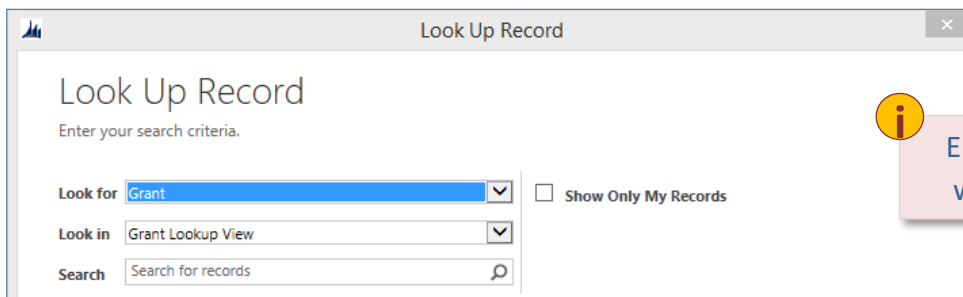 Look Up Record
Look Up Record
Enter your search criteria.
Look for Grant
Show Only My Records
Look in Grant Lookup View
Search Search for records
i